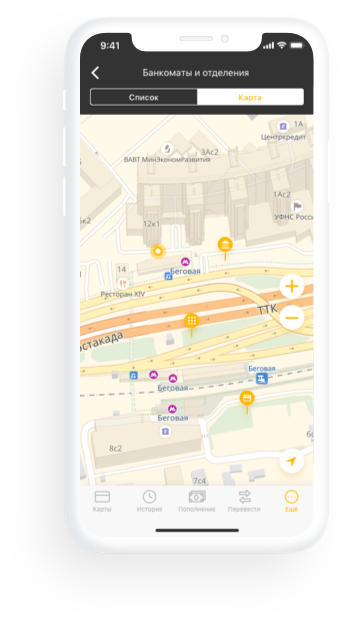 9:41
Банкоматы и отделения
Список
Карта
1А
Центркредит
3Ас2
ВАВТ МинЭкономРазвития
1Ас2
УФНС Росси
к2
12к1
14
Беговая
Ресторан XIV
ТТК
остакада
Беговая
Беговая
Беговая
8с2
7с4
6с
Карты
История
Пополнение
Перевести
Ещё